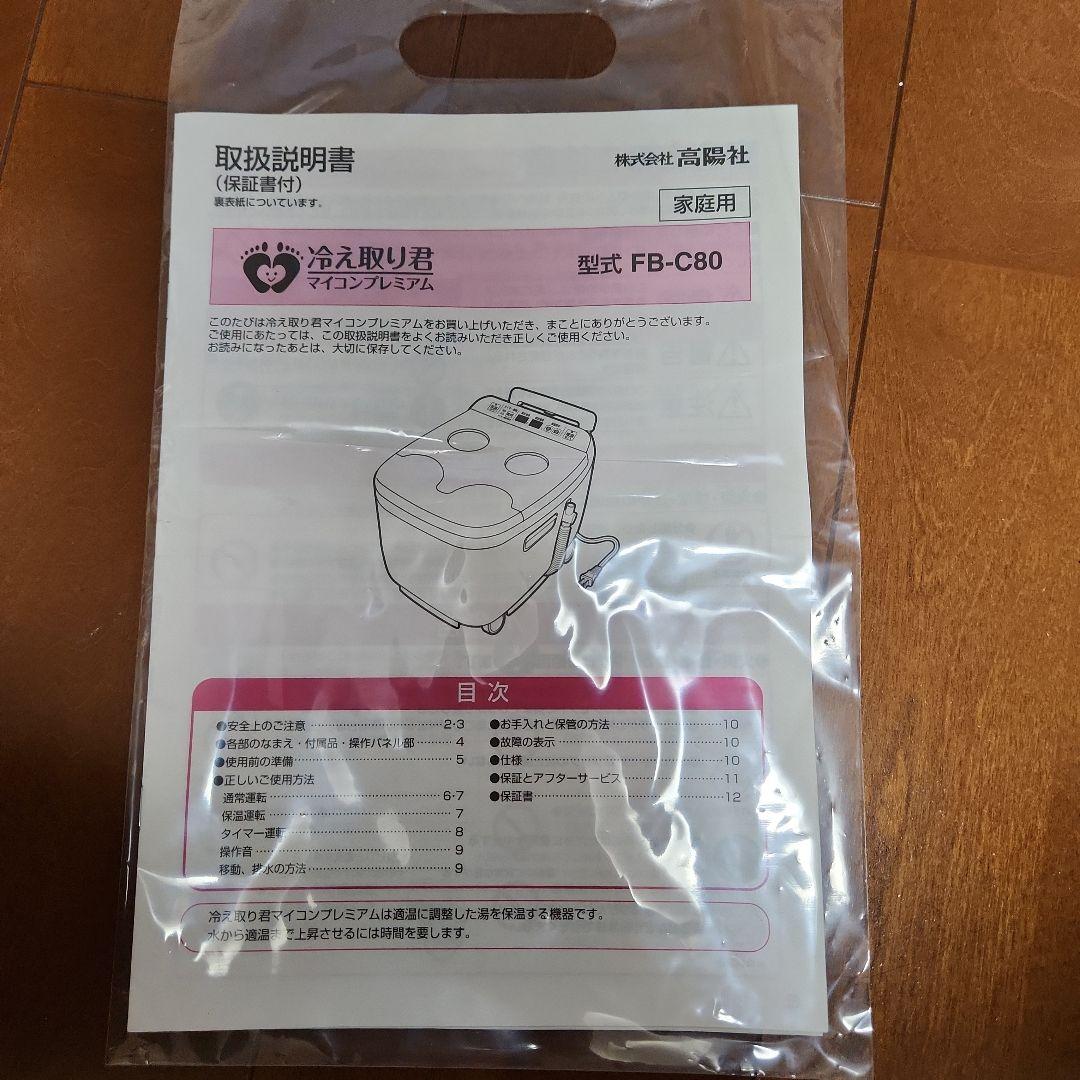 取扱説明書
(保証書付)
裏表紙についています。
株式会社 高陽社
家庭用
冷え取り君
マイコンプレミアム
型式 FB-C80
このたびは冷え取り君マイコンプレミアムをお買い上げいただき、まことにありがとうございます。
ご使用にあたっては、この取扱説明書をよくお読みいただき正しくご使用ください。
お読みになったあとは、大切に保存してください。
目次
●安全上のご注意 2・3
●各部のなまえ・付属品・操作パネル部 4
●使用前の準備 5
●正しいご使用方法
通常運転 6・7
保温運転 7
タイマー運転 8
操作音 9
移動、排水の方法 9
●お手入れと保管の方法 10
●故障の表示 10
●仕様 10
●保証とアフターサービス 11
●保証書 12
冷え取り君マイコンプレミアムは適温に調整した湯を保温する機器です。
水から適温まで上昇させるには時間を要します。